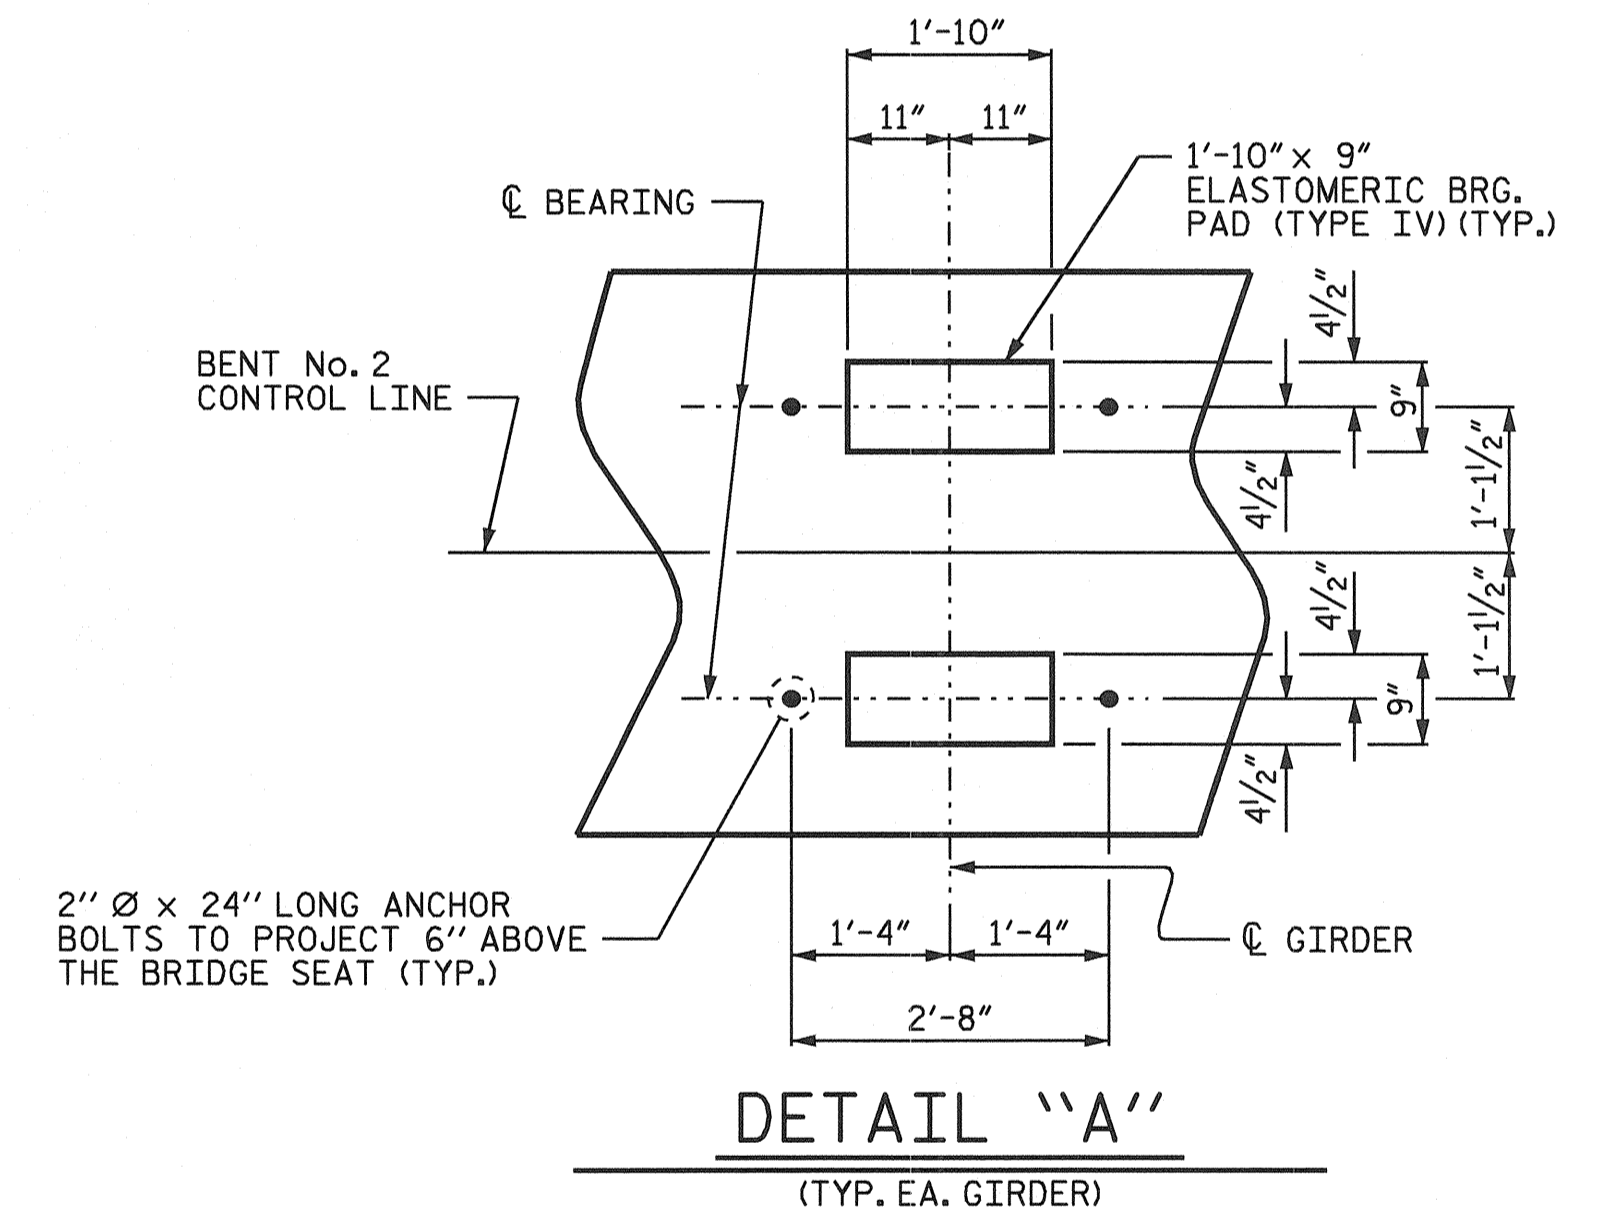 1'-10"
11" 11"
1'-10" x 9"
ELASTOMERIC BRG.
PAD (TYPE IV) (TYP.)
℄ BEARING
4½"
BENT No. 2
CONTROL LINE
9"
4½"
1'-1½"
4½"
1'-1½"
9"
4½"
2" Ø x 24" LONG ANCHOR
BOLTS TO PROJECT 6" ABOVE
THE BRIDGE SEAT (TYP.)
1'-4" 1'-4"
℄ GIRDER
2'-8"
DETAIL "A"
(TYP. EA. GIRDER)